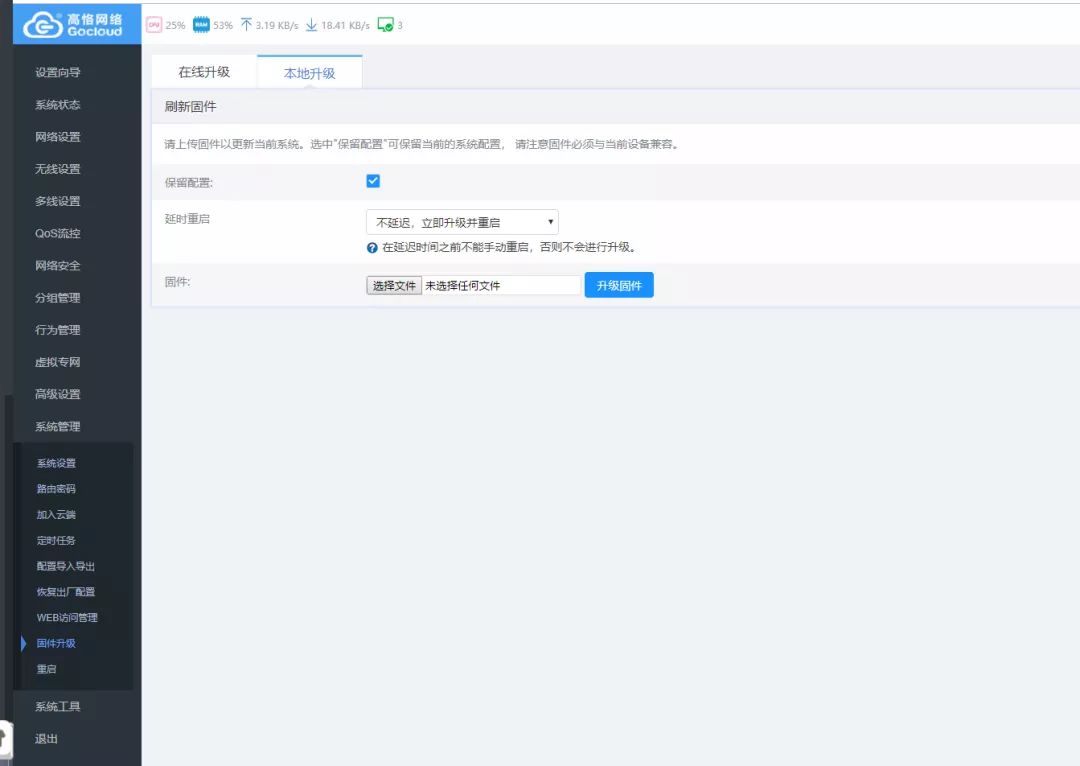 高恪网络
Gocloud
CPU 25% RAM 53% 3.19 KB/s 18.41 KB/s 3
设置向导
系统状态
网络设置
无线设置
多线设置
QoS流控
网络安全
分组管理
行为管理
虚拟专网
高级设置
系统管理
系统设置
路由密码
加入云端
定时任务
配置导入导出
恢复出厂配置
WEB访问管理
固件升级
重启
系统工具
退出
在线升级 本地升级
刷新固件
请上传固件以更新当前系统。选中"保留配置"可保留当前的系统配置， 请注意固件必须与当前设备兼容。
保留配置:
延时重启 不延迟，立即升级并重启
在延迟时间之前不能手动重启，否则不会进行升级。
固件: 选择文件 未选择任何文件 升级固件